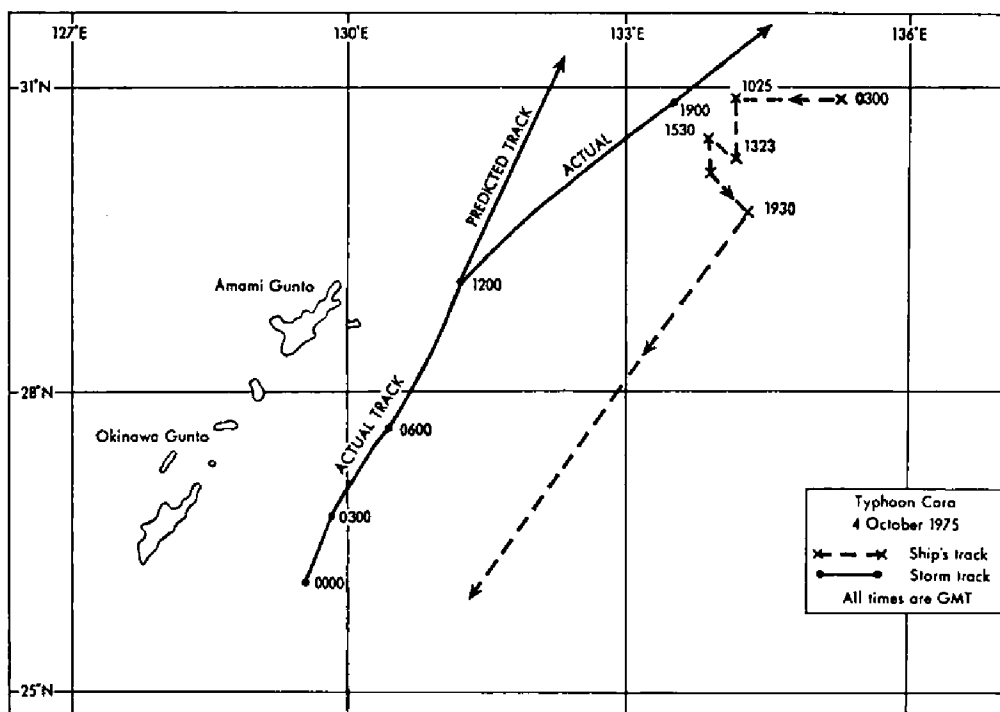 127°E
130°E
133°E
136°E
31°N
1025
0300
1900
1530
1323
ACTUAL
PREDICTED TRACK
1930
Amami Gunto
1200
28°N
ACTUAL TRACK
Okinawa Gunto
0600
0300
0000
Typhoon Cora
4 October 1975
Ship's track
Storm track
All times are GMT
25°N